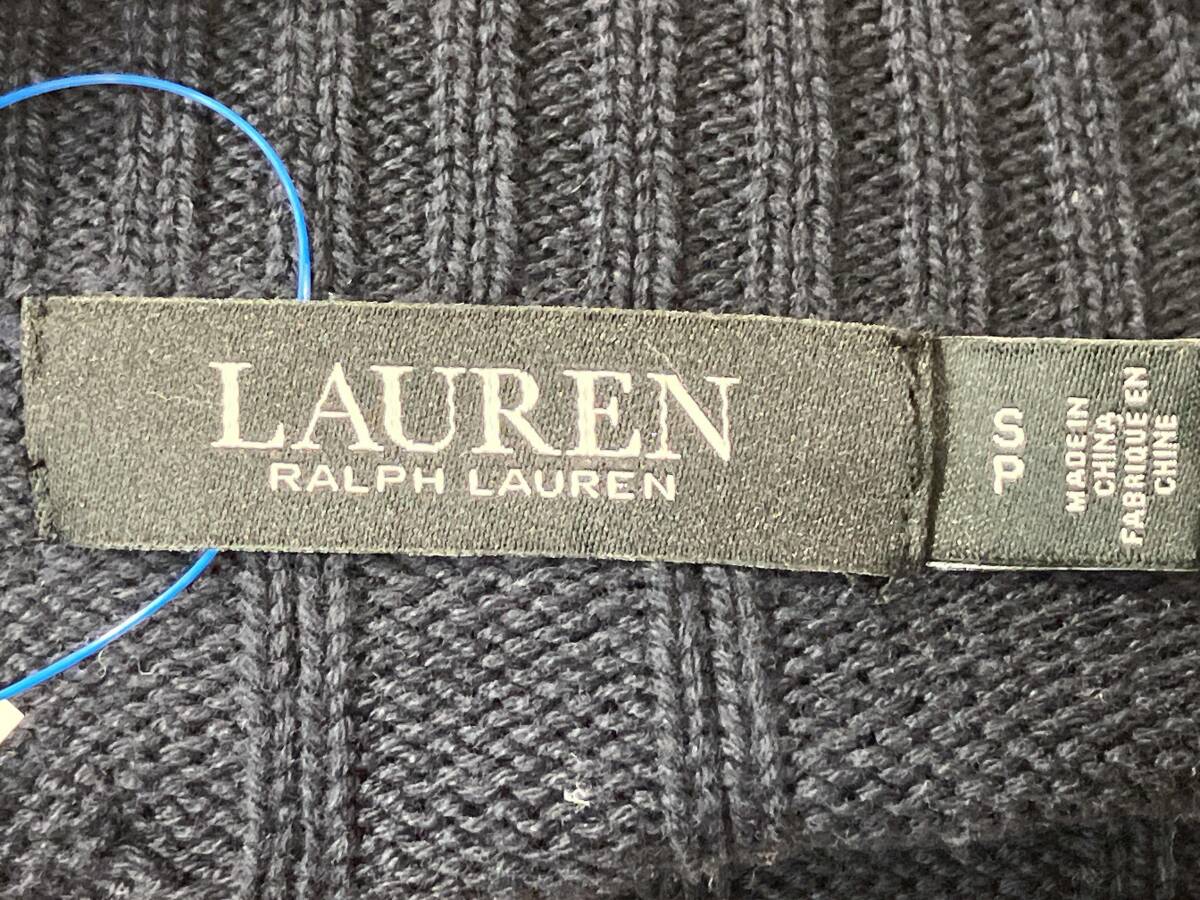 LAUREN
RALPH LAUREN
S
P
MADE IN
CHINA
FABRIQUE EN
CHINE